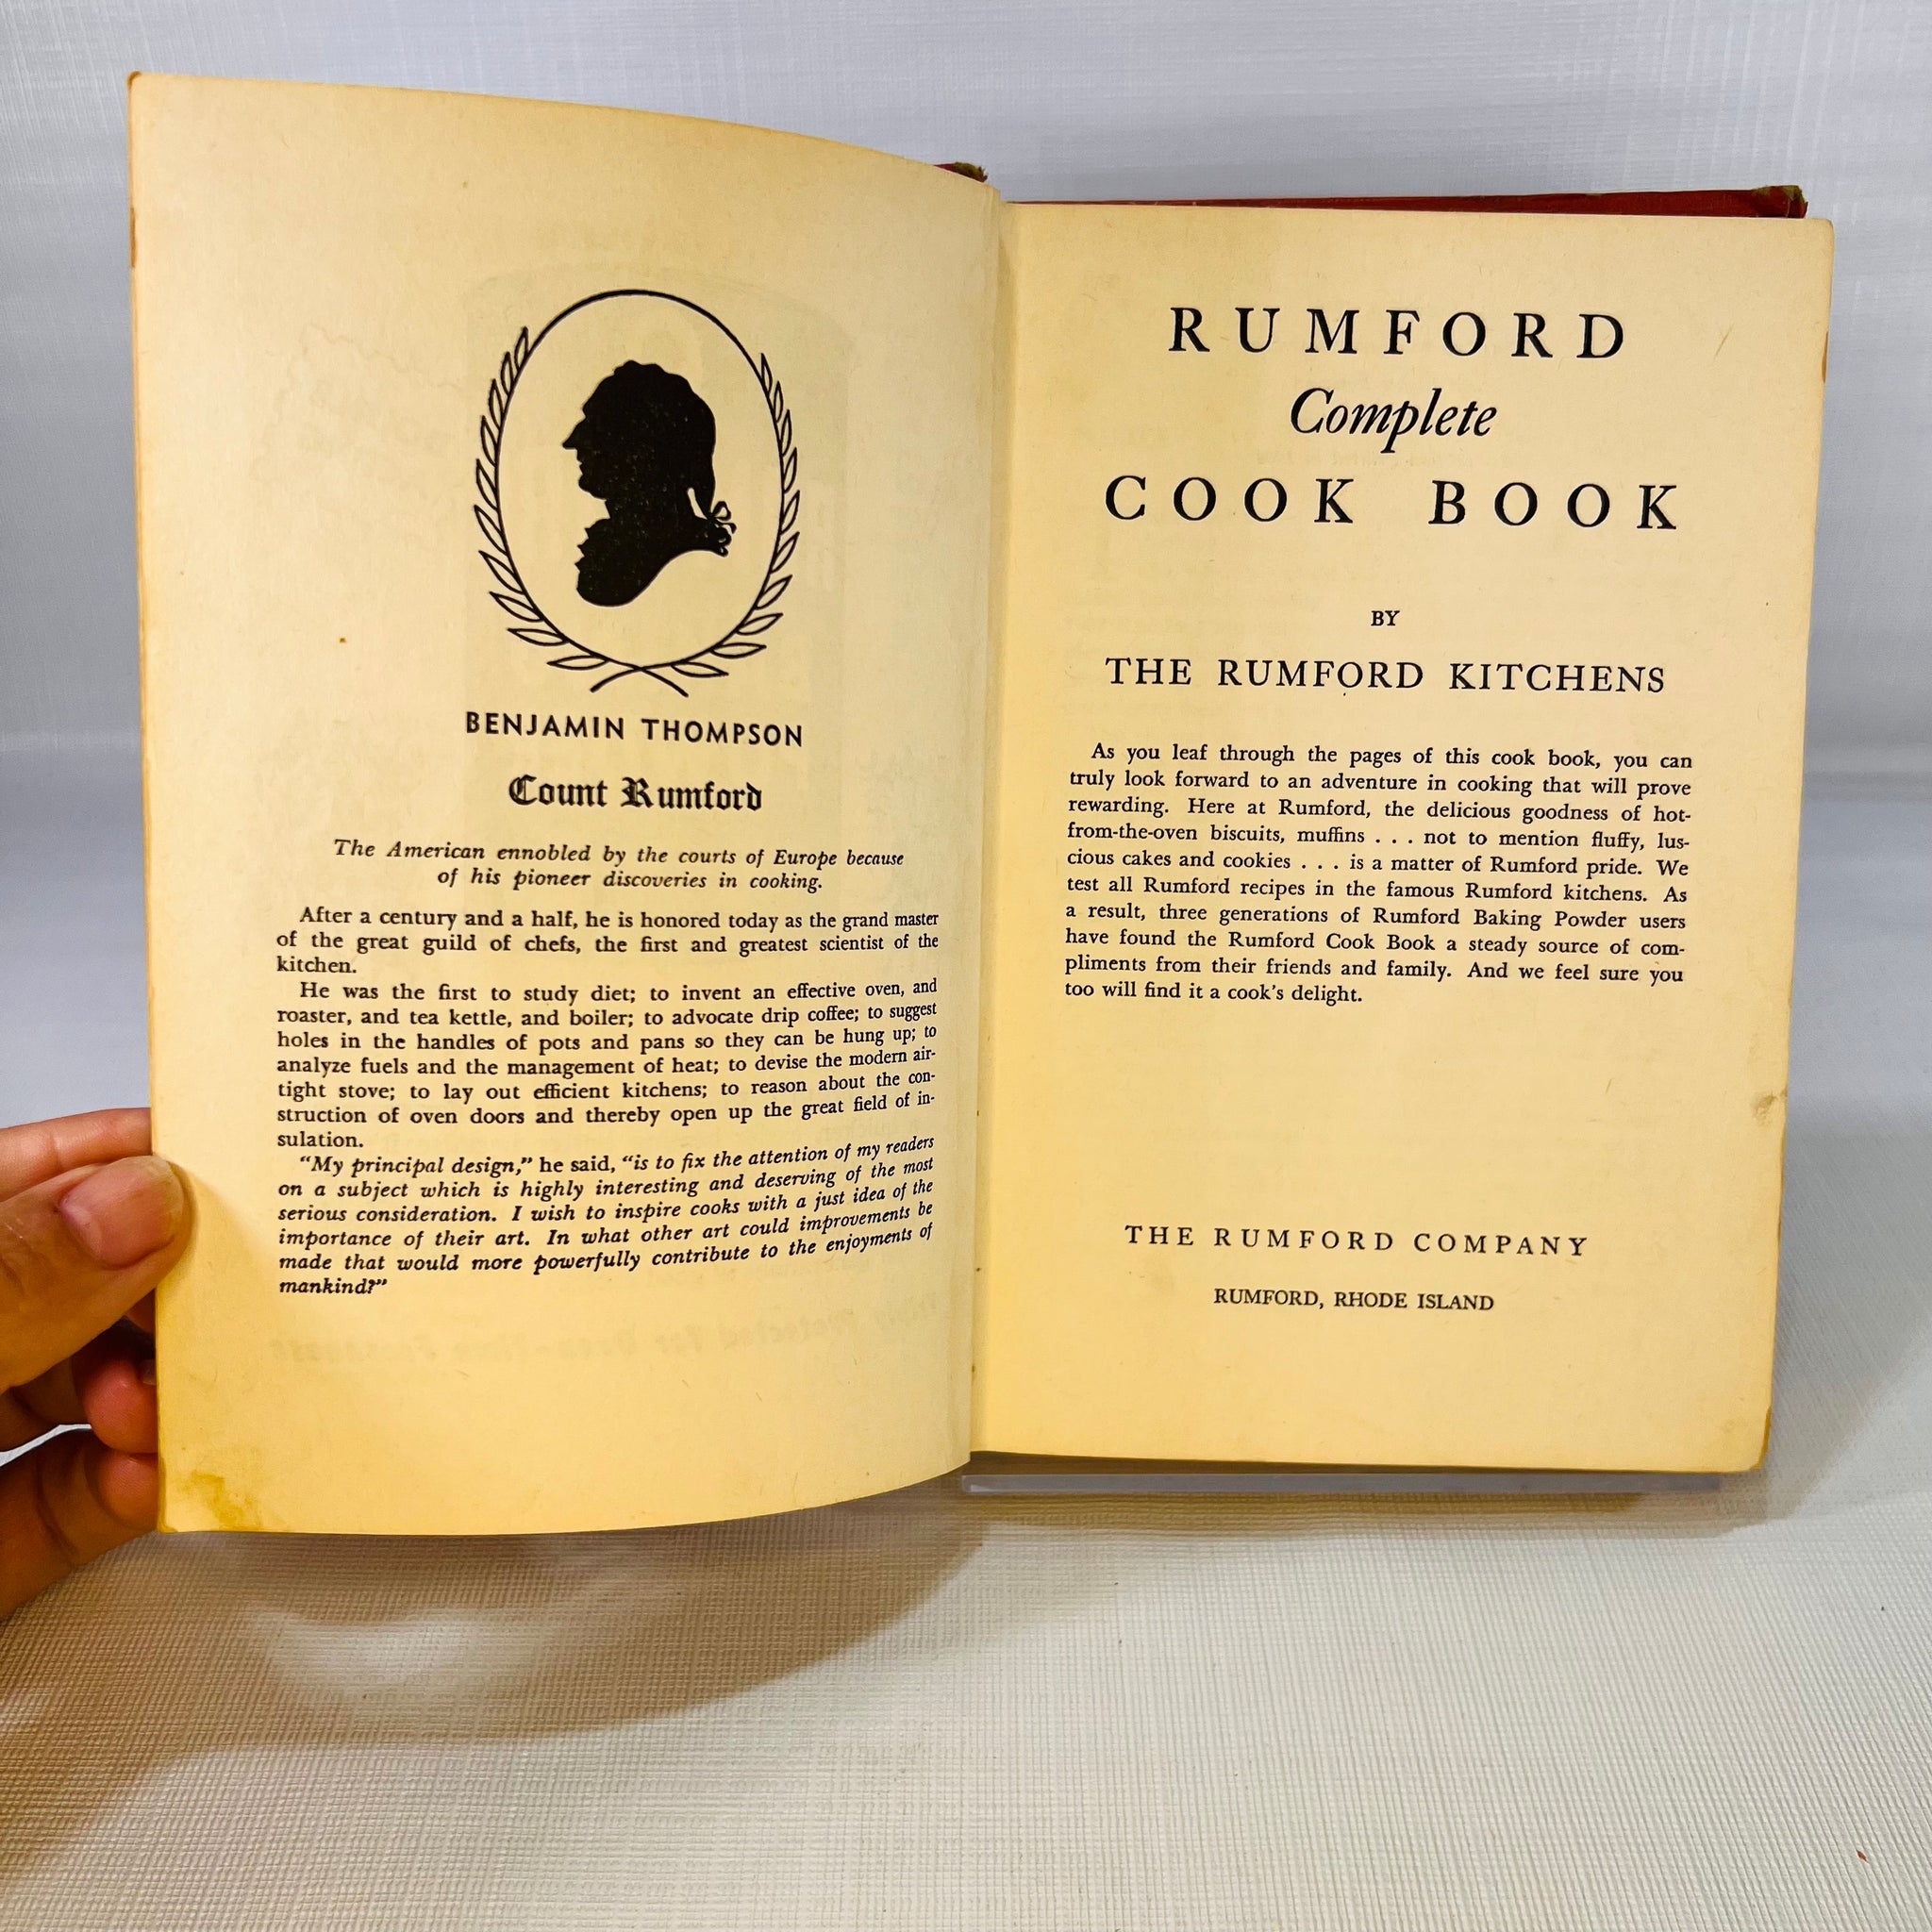 BENJAMIN THOMPSON
Count Rumford
The American ennobled by the courts of Europe because
of his pioneer discoveries in cooking.
After a century and a half, he is honored today as the grand master
of the great guild of chefs, the first and greatest scientist of the
kitchen.
He was the first to study diet; to invent an effective oven, and
roaster, and tea kettle, and boiler; to advocate drip coffee; to suggest
holes in the handles of pots and pans so they can be hung up; to
analyze fuels and the management of heat; to devise the modern air-
tight stove; to lay out efficient kitchens; to reason about the con-
struction of oven doors and thereby open up the great field of in-
sulation.
"My principal design," he said, "is to fix the attention of my readers
on a subject which is highly interesting and deserving of the most
serious consideration. I wish to inspire cooks with a just idea of the
importance of their art. In what other art could improvements be
made that would more powerfully contribute to the enjoyments of
mankind?"
RUMFORD
Complete
COOK BOOK
BY
THE RUMFORD KITCHENS
As you leaf through the pages of this cook book, you can
truly look forward to an adventure in cooking that will prove
rewarding. Here at Rumford, the delicious goodness of hot-
from-the-oven biscuits, muffins . . . not to mention fluffy, lus-
cious cakes and cookies . . . is a matter of Rumford pride. We
test all Rumford recipes in the famous Rumford kitchens. As
a result, three generations of Rumford Baking Powder users
have found the Rumford Cook Book a steady source of com-
pliments from their friends and family. And we feel sure you
too will find it a cook's delight.
THE RUMFORD COMPANY
RUMFORD, RHODE ISLAND